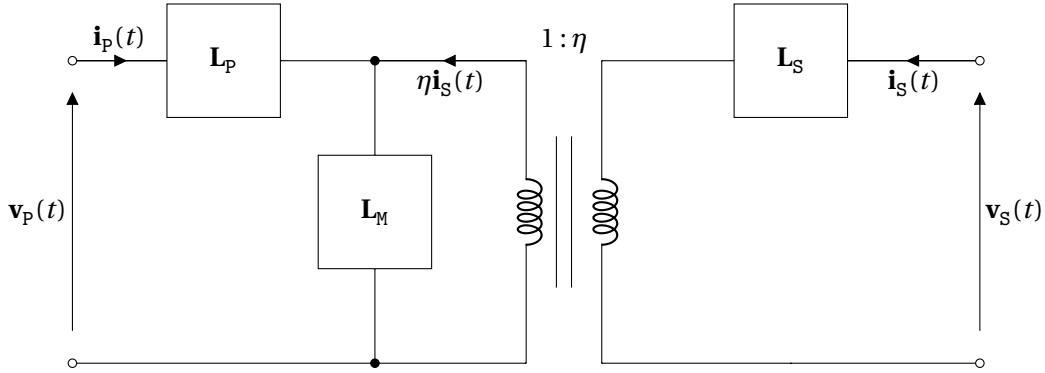 i_P(t)
L_P
ηi_S(t)
1 : η
L_S
i_S(t)
v_P(t)
L_M
v_S(t)